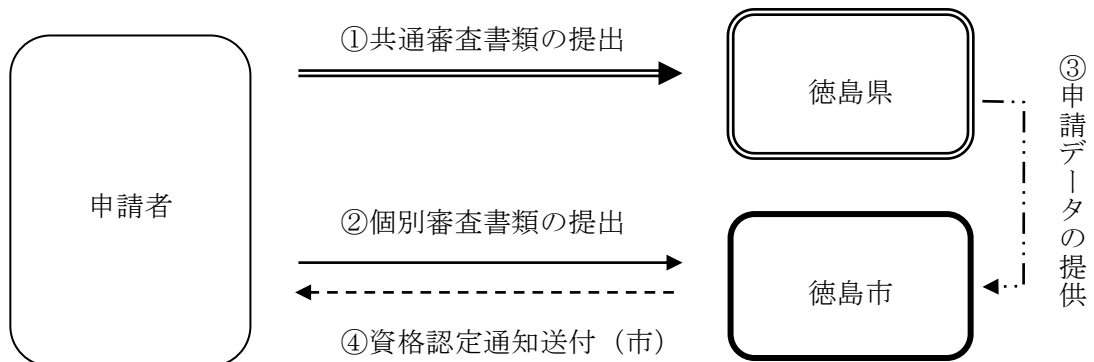 ①共通審査書類の提出
徳島県
③申請データの提供
申請者
②個別審査書類の提出
徳島市
④資格認定通知送付（市）